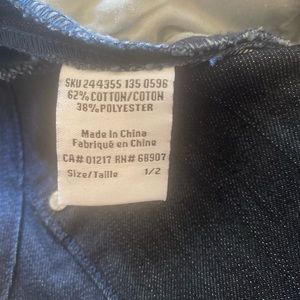 SKU 244355 135 0596
62% COTTON/COTON
38% POLYESTER
Made in China
Fabriqué en Chine
CA# 01217 RN# 68907
Size/Taille 1/2